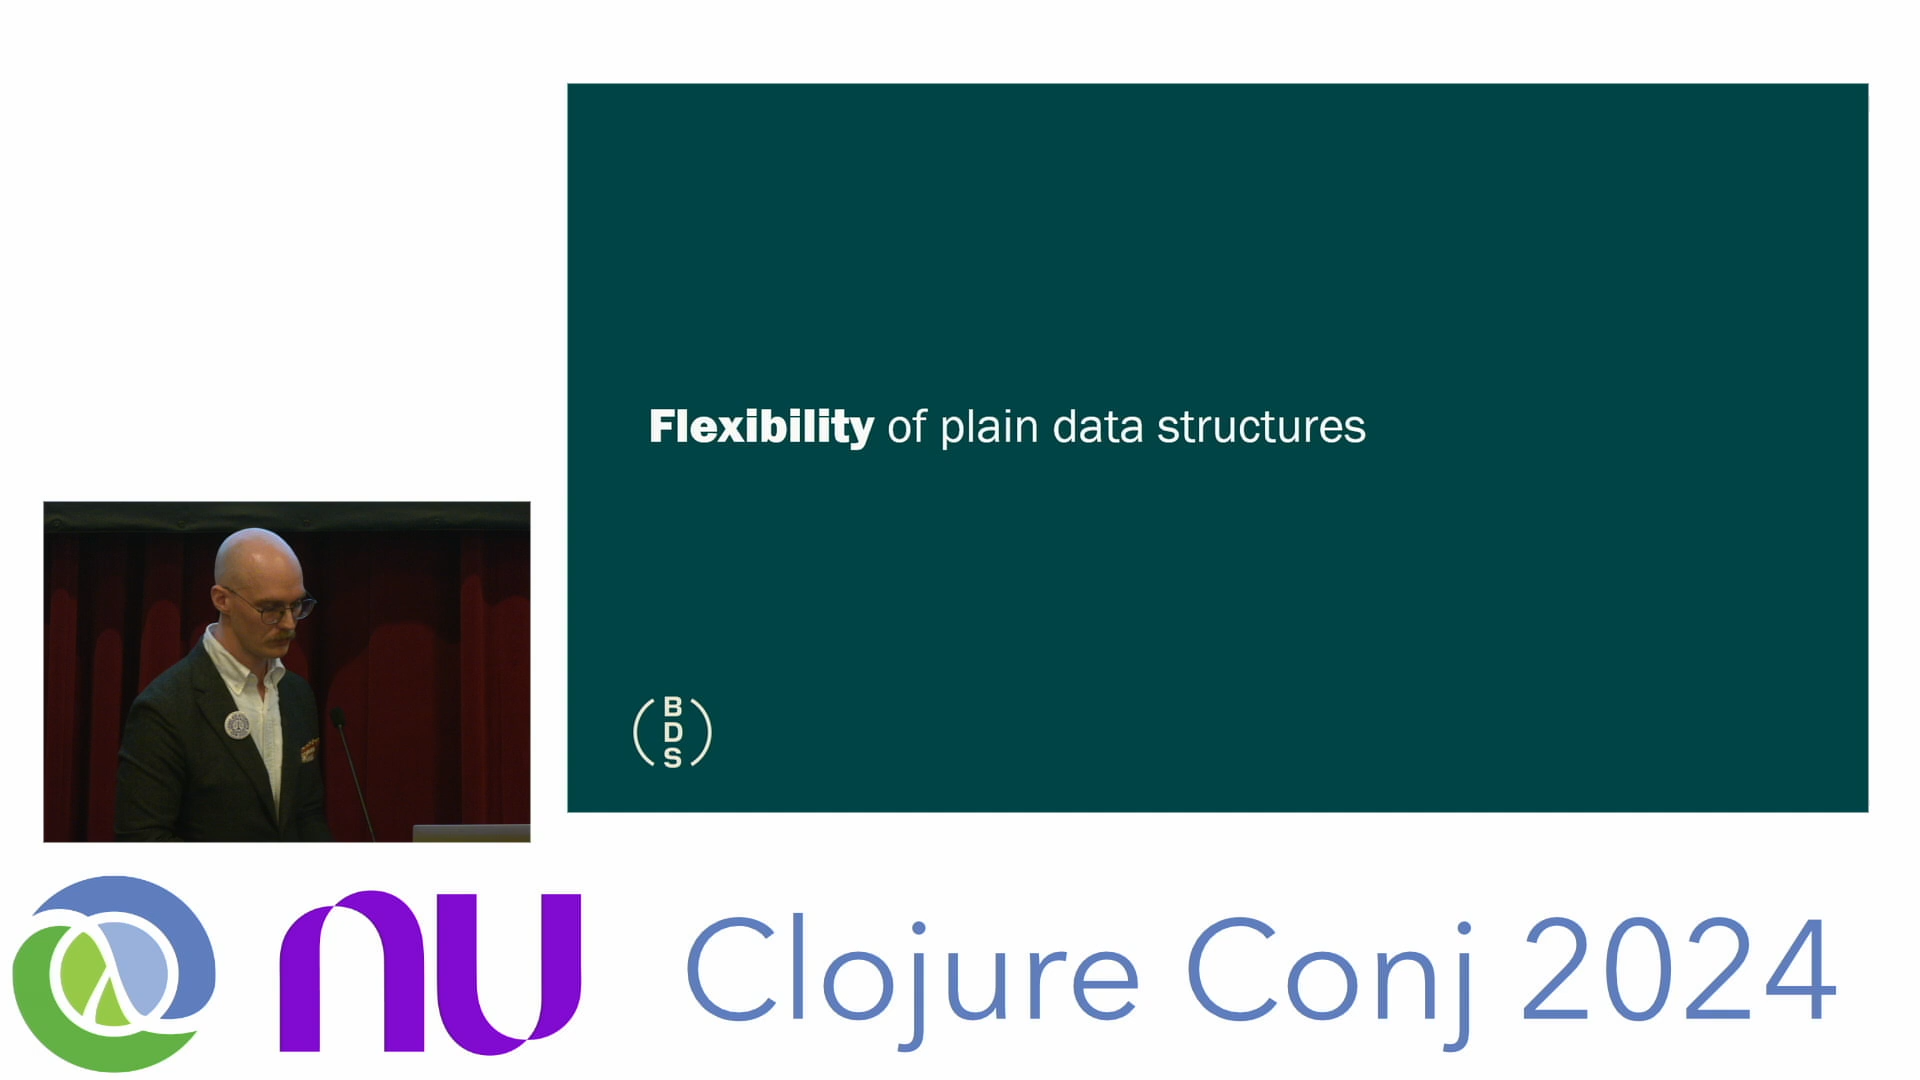 Flexibility of plain data structures
B
D
S
nu
Clojure Conj 2024